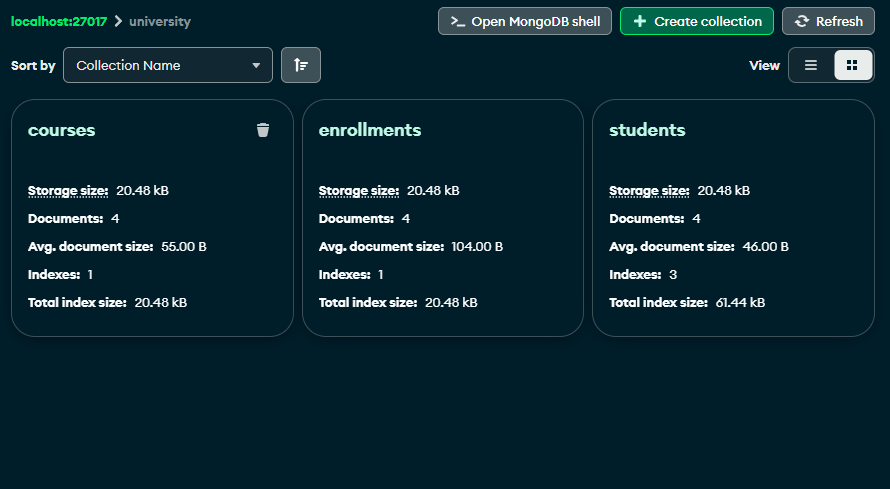 localhost:27017 university Open MongoDB shell Create collection Refresh
Sort by Collection Name View
courses enrollments students
Storage size: 20.48 kB Storage size: 20.48 kB Storage size: 20.48 kB
Documents: 4 Documents: 4 Documents: 4
Avg. document size: 55.00 B Avg. document size: 104.00 B Avg. document size: 46.00 B
Indexes: 1 Indexes: 1 Indexes: 3
Total index size: 20.48 kB Total index size: 20.48 kB Total index size: 61.44 kB